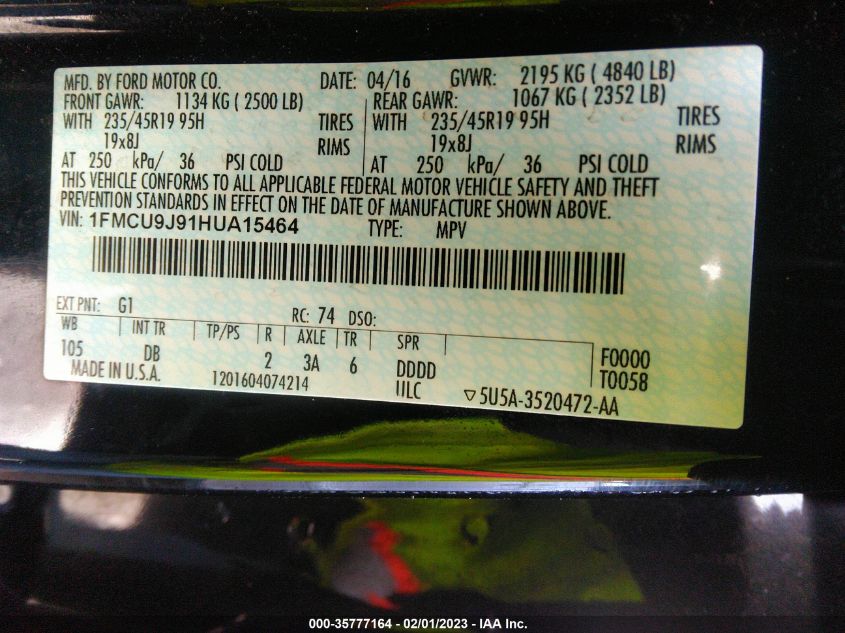 MFD. BY FORD MOTOR CO. DATE: 04/16 GVWR: 2195 KG ( 4840 LB)
FRONT GAWR: 1134 KG ( 2500 LB) REAR GAWR: 1067 KG ( 2352 LB)
WITH 235/45R19 95H TIRES WITH 235/45R19 95H TIRES
19x8J RIMS 19x8J RIMS
AT 250 kPa/ 36 PSI COLD AT 250 kPa/ 36 PSI COLD
THIS VEHICLE CONFORMS TO ALL APPLICABLE FEDERAL MOTOR VEHICLE SAFETY AND THEFT
PREVENTION STANDARDS IN EFFECT ON THE DATE OF MANUFACTURE SHOWN ABOVE.
VIN: 1FMCU9J91HUA15464 TYPE: MPV
EXT PNT: G1 RC: 74 DSO:
WB INT TR TP/PS R AXLE TR SPR
105 DB 2 3A 6 DDDD F0000
MADE IN U.S.A. 1201604074214 IILC T0058
▽5U5A-3520472-AA
000-35777164 - 02/01/2023 - IAA Inc.